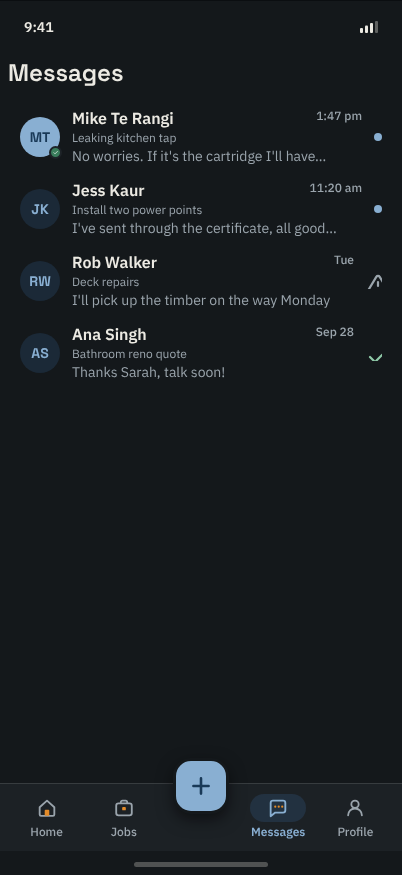 9:41
Messages
MT
Mike Te Rangi
1:47 pm
Leaking kitchen tap
No worries. If it's the cartridge I'll have...
JK
Jess Kaur
11:20 am
Install two power points
I've sent through the certificate, all good...
RW
Rob Walker
Tue
Deck repairs
I'll pick up the timber on the way Monday
AS
Ana Singh
Sep 28
Bathroom reno quote
Thanks Sarah, talk soon!
Home
Jobs
Messages
Profile